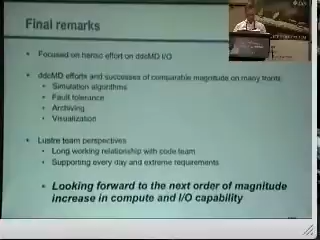 Final remarks
Focused on heroic effort on ddcMD I/O
ddcMD efforts and successes of comparable magnitude on many fronts:
Simulation algorithms
Fault tolerance
Archiving
Visualization
Lustre team perspectives
Long working relationship with code team
Supporting every day and extreme requirements
Looking forward to the next order of magnitude
increase in compute and I/O capability